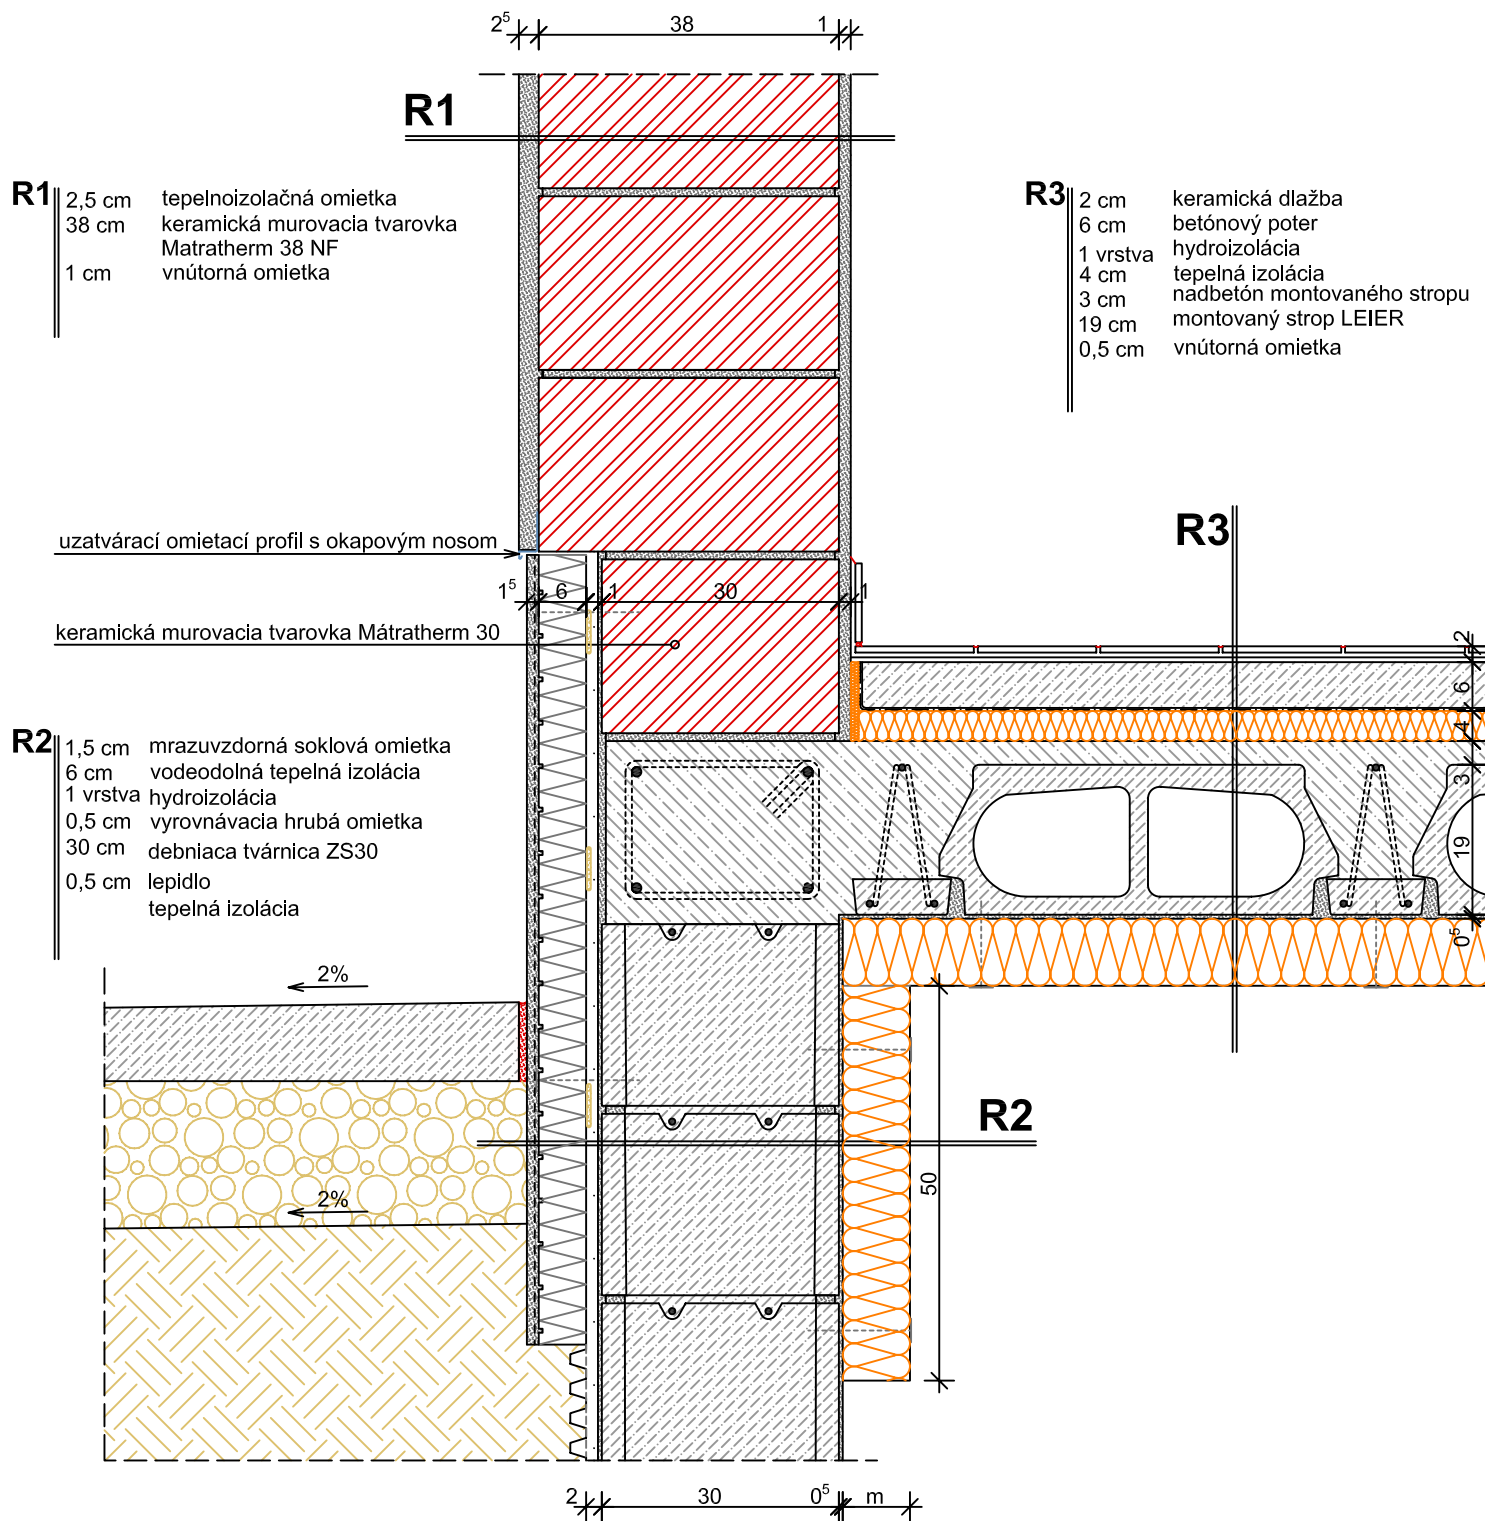 2⁵ 38 1
R1
R1
2,5 cm tepelnoizolačná omietka
38 cm keramická murovacia tvarovka
Matratherm 38 NF
1 cm vnútorná omietka
R3
2 cm keramická dlažba
6 cm betónový poter
1 vrstva hydroizolácia
4 cm tepelná izolácia
3 cm nadbetón montovaného stropu
19 cm montovaný strop LEIER
0,5 cm vnútorná omietka
R3
uzatvárací omietací profil s okapovým nosom
1⁵ 6 1 30 1
keramická murovacia tvarovka Mátratherm 30
2
6
4
3
19
0⁵
R2
1,5 cm mrazuvzdorná soklová omietka
6 cm vodeodolná tepelná izolácia
1 vrstva hydroizolácia
0,5 cm vyrovnávacia hrubá omietka
30 cm debniaca tvárnica ZS30
0,5 cm lepidlo
tepelná izolácia
2%
R2
50
2%
2 30 0⁵ m